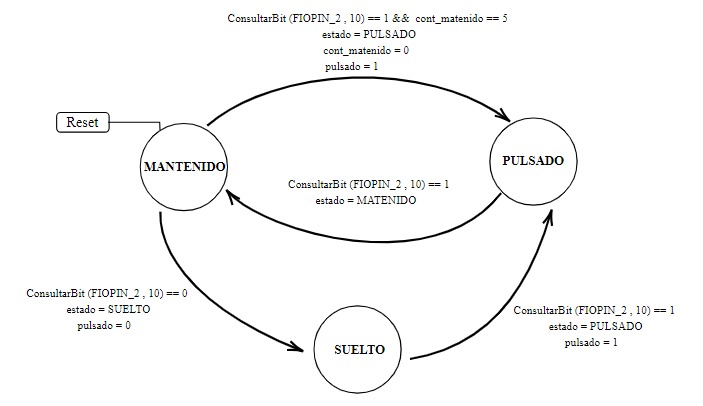 ConsultarBit (FIOPIN_2 , 10) == 1 && cont_matenido == 5
estado = PULSADO
cont_matenido = 0
pulsado = 1
Reset
MANTENIDO
PULSADO
ConsultarBit (FIOPIN_2 , 10) == 1
estado = MATENIDO
ConsultarBit (FIOPIN_2 , 10) == 0
estado = SUELTO
pulsado = 0
ConsultarBit (FIOPIN_2 , 10) == 1
estado = PULSADO
pulsado = 1
SUELTO